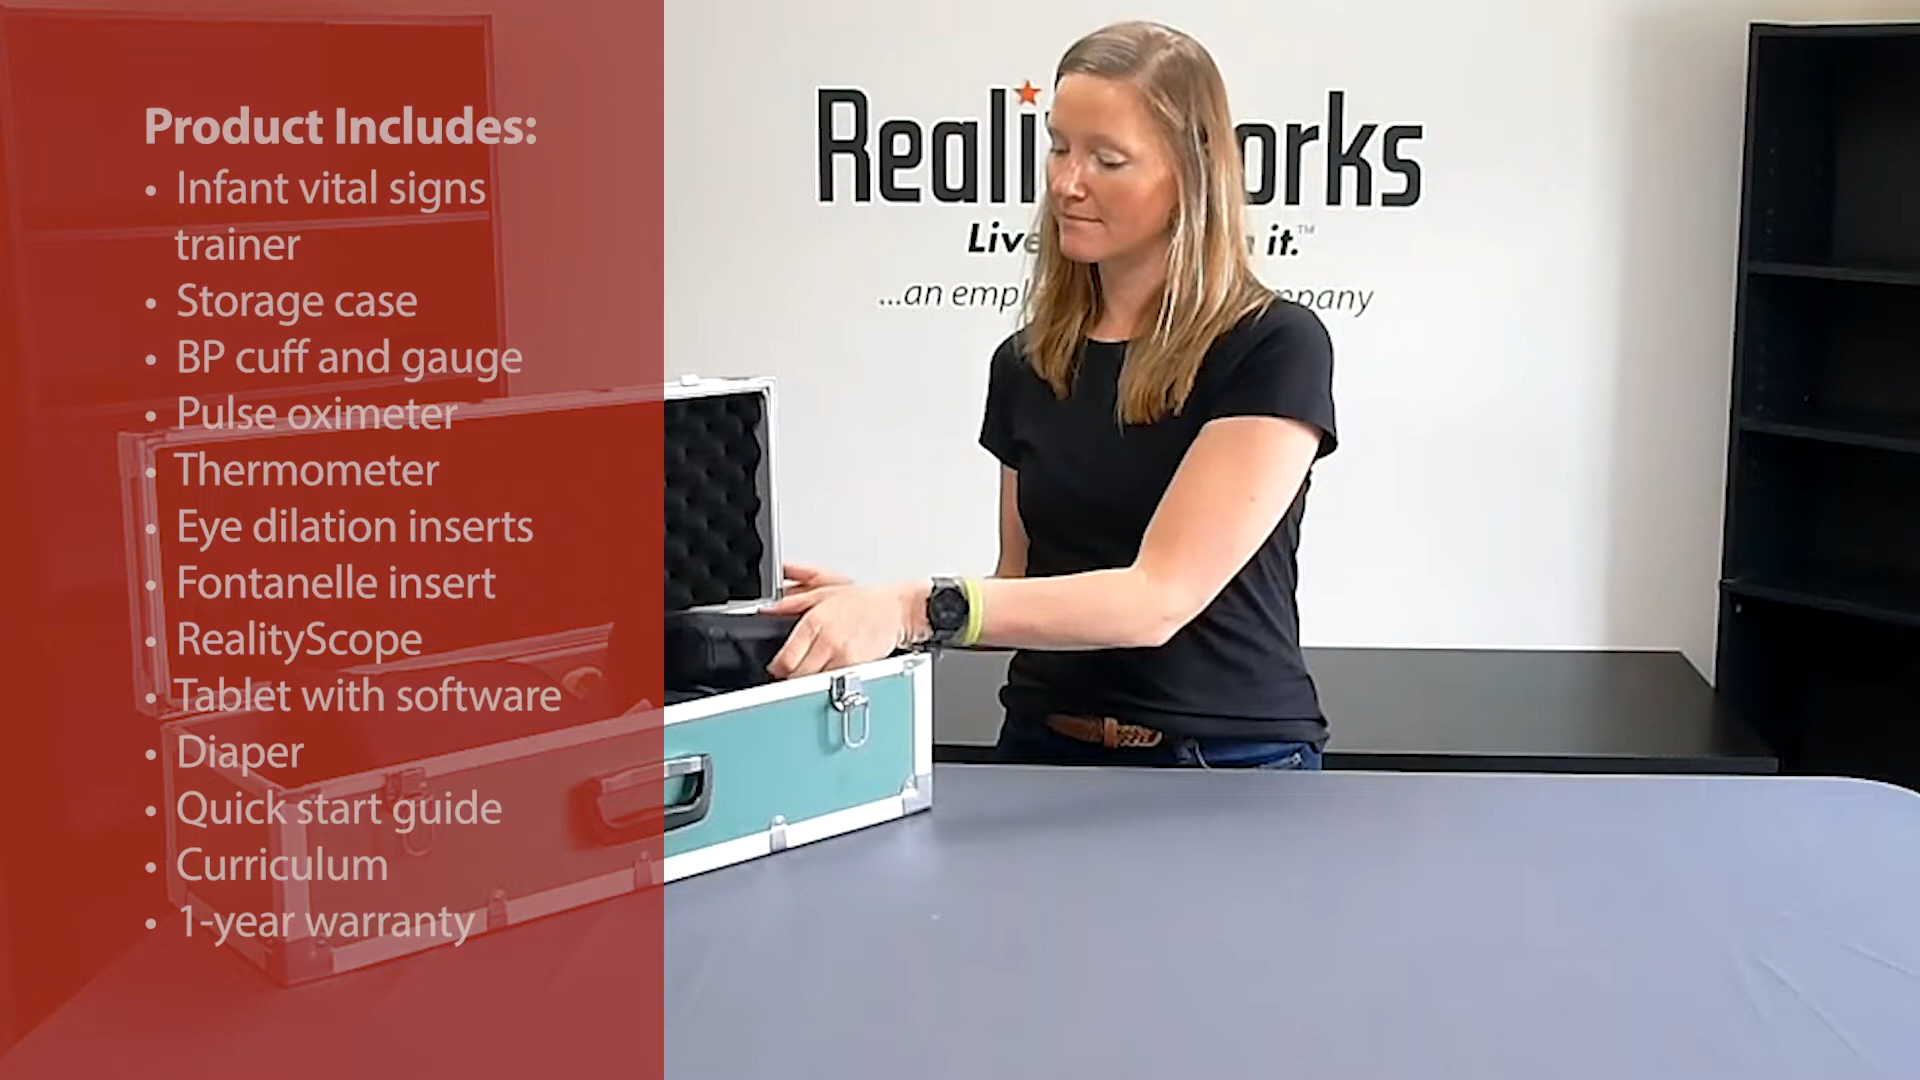 Product Includes:
• Infant vital signs
trainer
• Storage case
• BP cuff and gauge
• Pulse oximeter
• Thermometer
• Eye dilation inserts
• Fontanelle insert
• RealityScope
• Tablet with software
• Diaper
• Quick start guide
• Curriculum
• 1-year warranty
Reali orks
Live it.™
...an empl mpany